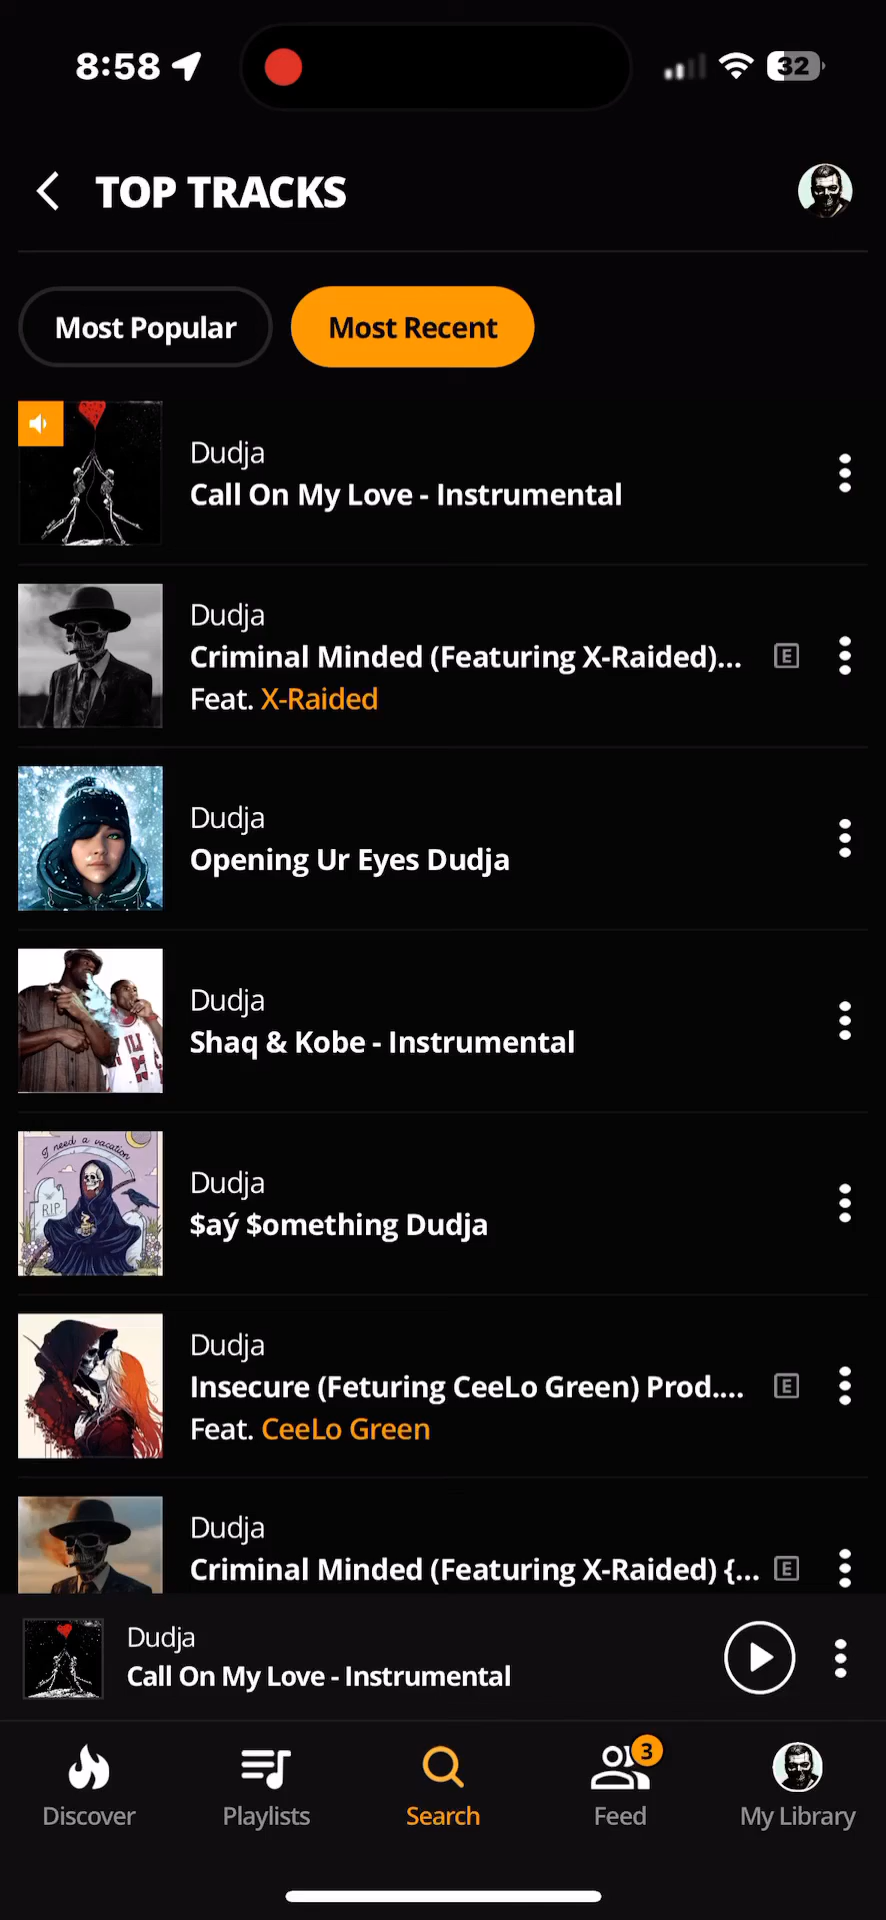 8:58
32
TOP TRACKS
Most Popular
Most Recent
Dudja
Call On My Love - Instrumental
Dudja
Criminal Minded (Featuring X-Raided)...
E
Feat. X-Raided
Dudja
Opening Ur Eyes Dudja
Dudja
Shaq & Kobe - Instrumental
I need a vacation
RIP
Dudja
$aý $omething Dudja
Dudja
Insecure (Feturing CeeLo Green) Prod....
E
Feat. CeeLo Green
Dudja
Criminal Minded (Featuring X-Raided) {...
E
Dudja
Call On My Love - Instrumental
3
Discover
Playlists
Search
Feed
My Library